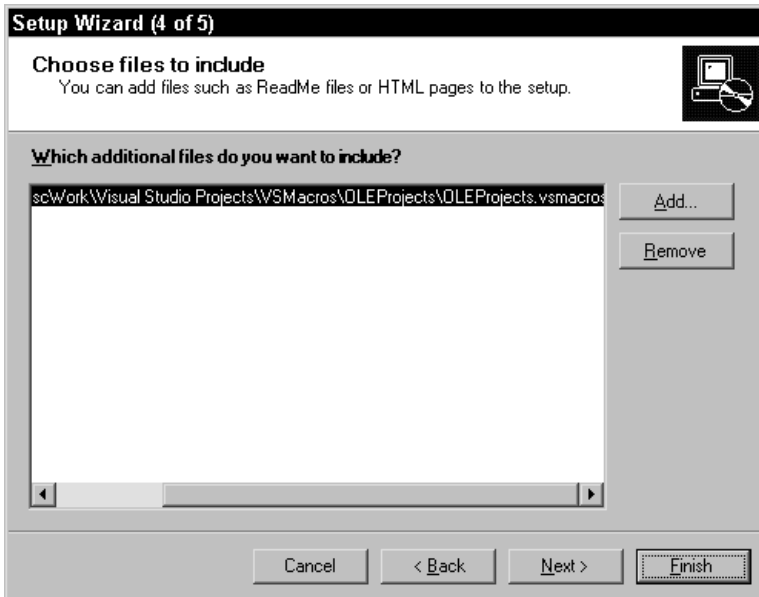 Setup Wizard (4 of 5)
Choose files to include
You can add files such as ReadMe files or HTML pages to the setup.
Which additional files do you want to include?
scWork\Visual Studio Projects\VSMacros\OLEProjects\OLEProjects.vsmacros
Add...
Remove
Cancel
< Back
Next >
Finish